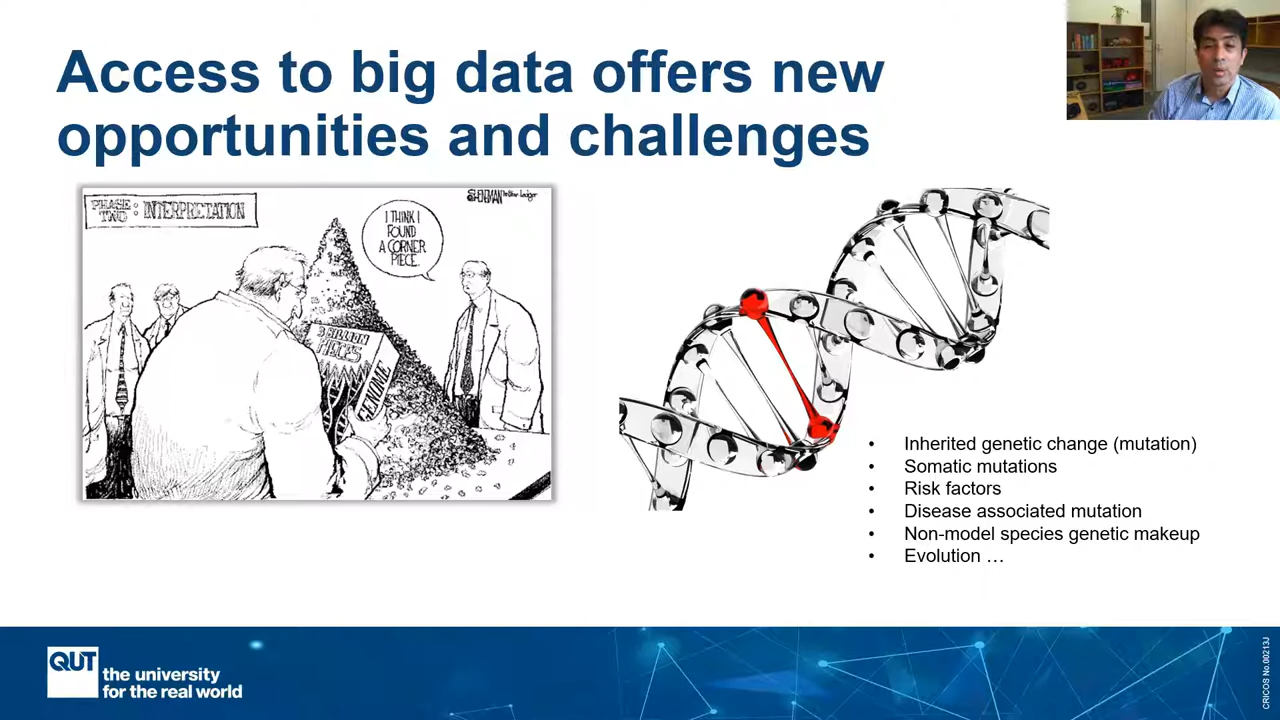 Access to big data offers new
opportunities and challenges
PHASE
TWO: INTERPRETATION
I THINK I
FOUND
A CORNER
PIECE.
3 BILLION
PIECES
GENOME
• Inherited genetic change (mutation)
• Somatic mutations
• Risk factors
• Disease associated mutation
• Non-model species genetic makeup
• Evolution …
QUT
the university
for the real world
CRICOS No.00213J